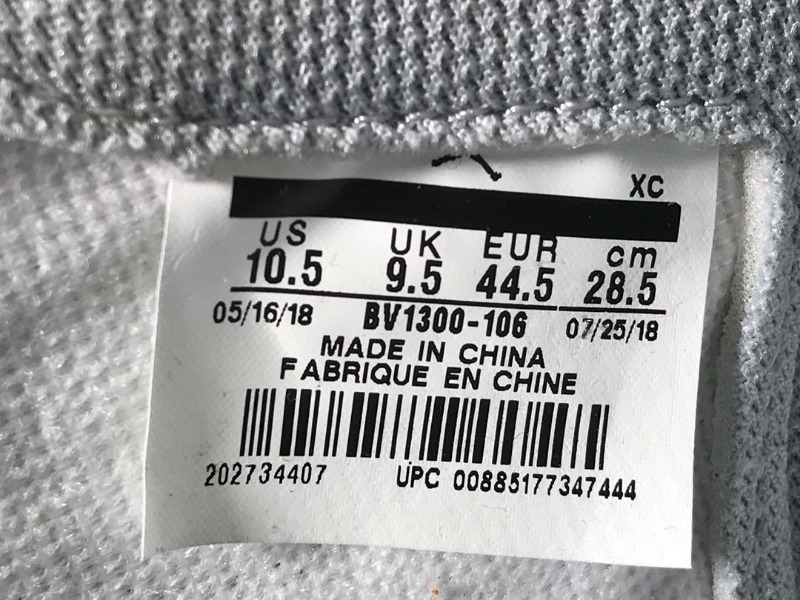 XC
US UK EUR cm
10.5 9.5 44.5 28.5
05/16/18 BV1300-106 07/25/18
MADE IN CHINA
FABRIQUE EN CHINE
202734407 UPC 00885177347444